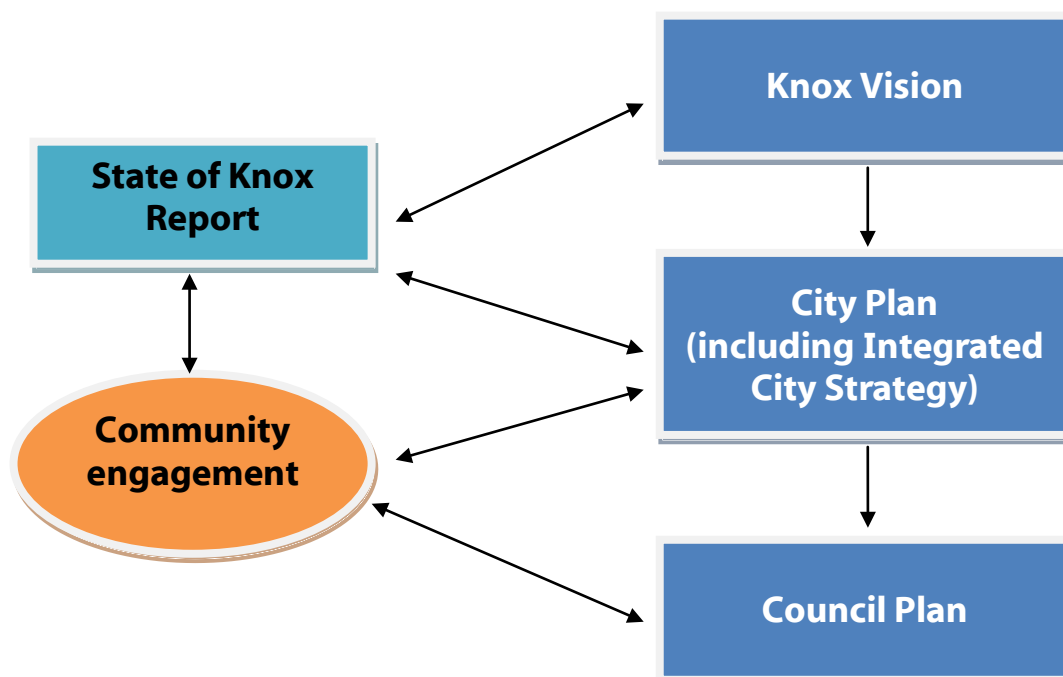 Knox Vision
State of Knox
Report
City Plan
(including Integrated
City Strategy)
Community
engagement
Council Plan